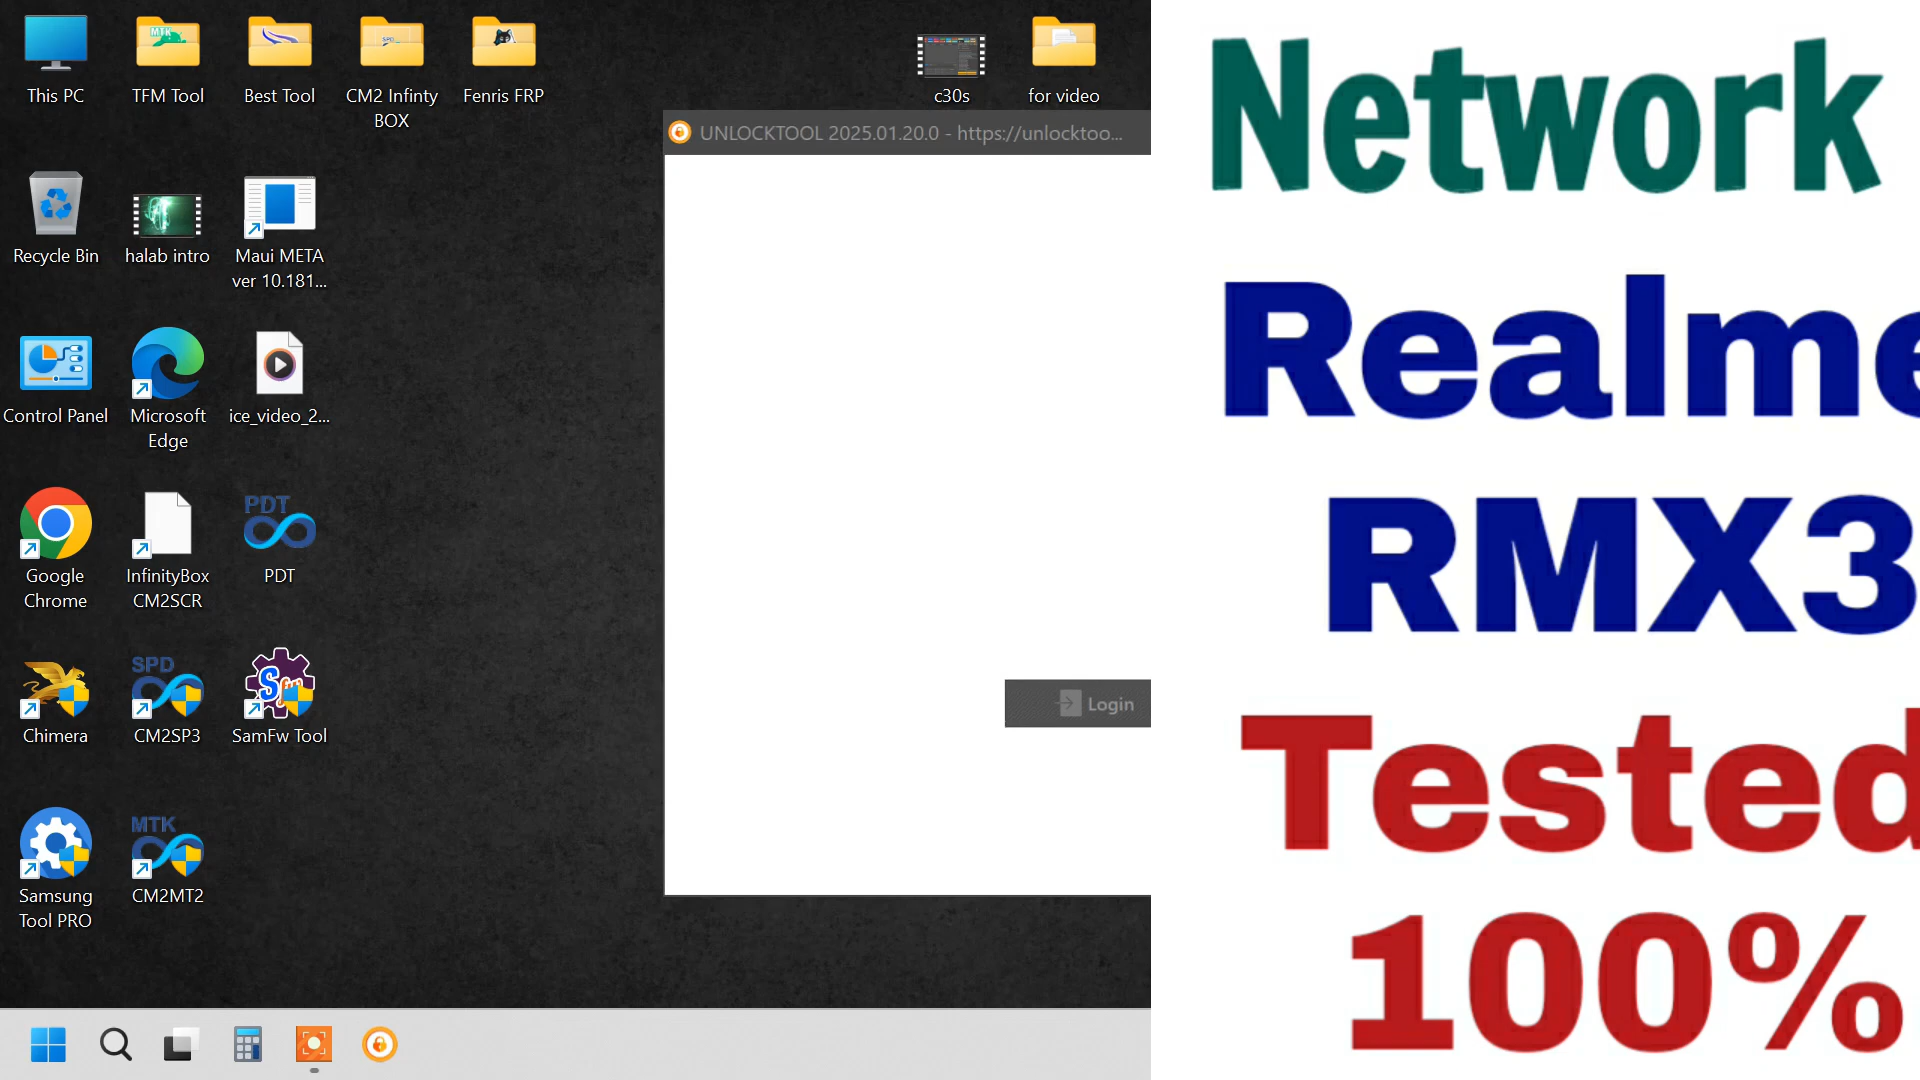 This PC
TFM Tool
Best Tool
CM2 Infinty
BOX
Fenris FRP
c30s
for video
UNLOCKTOOL 2025.01.20.0 - https://unlocktoo...
Recycle Bin
halab intro
Maui META
ver 10.181...
Control Panel
Microsoft
Edge
ice_video_2...
Google
Chrome
InfinityBox
CM2SCR
PDT
PDT
Login
Chimera
SPD
CM2SP3
SamFw Tool
Samsung
Tool PRO
MTK
CM2MT2
Network
Realme
RMX3
Tested
100%